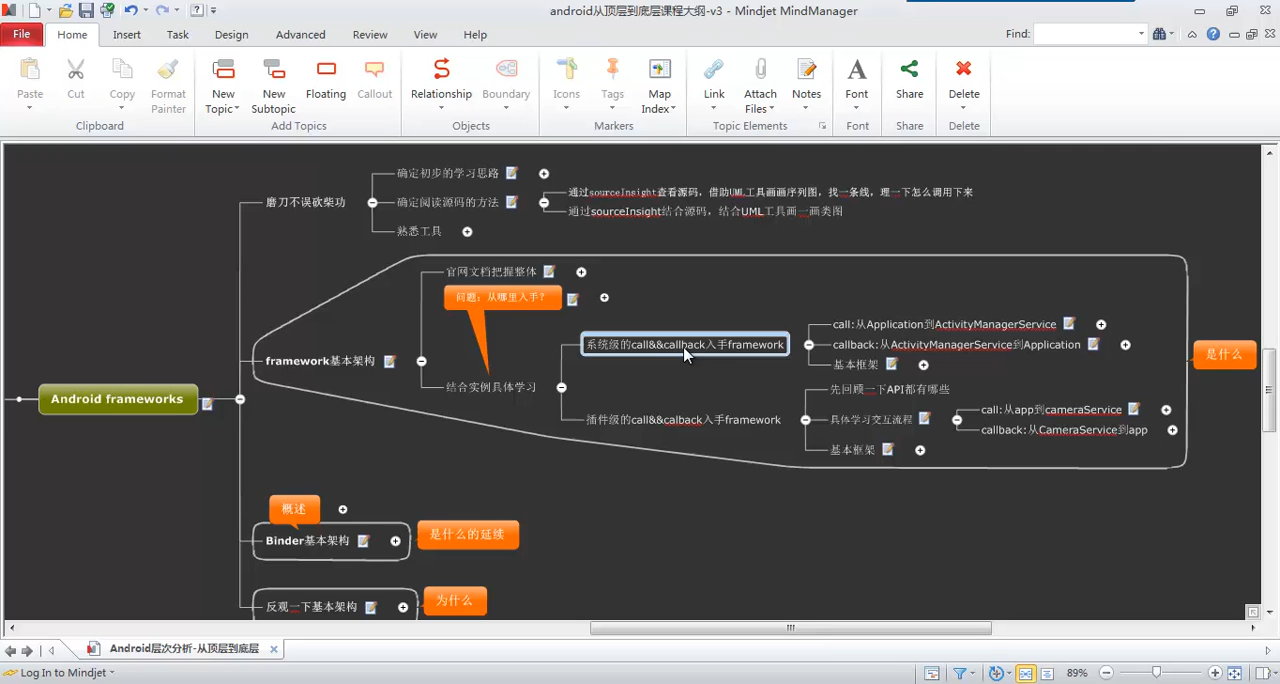 android从顶层到底层课程大纲-v3 - Mindjet MindManager
File Home Insert Task Design Advanced Review View Help Find:
Paste Cut Copy Format Painter New Topic New Subtopic Floating Callout Relationship Boundary Icons Tags Map Index Link Attach Files Notes Font Share Delete
Clipboard Add Topics Objects Markers Topic Elements Font Share Delete
确定初步的学习思路
磨刀不误砍柴功
确定阅读源码的方法
通过sourceInsight查看源码，借助UML工具画画序列图，找一条线，理一下怎么调用下来
通过sourceInsight结合源码，结合UML工具画一画类图
熟悉工具
官网文档把握整体
问题：从哪里入手？
framework基本架构
结合实例具体学习
系统级的call&&callback入手framework
call:从Application到ActivityManagerService
callback:从ActivityManagerService到Application
基本框架
是什么
插件级的call&&calback入手framework
先回顾一下API都有哪些
具体学习交互流程
call:从app到cameraService
callback:从CameraService到app
基本框架
Android frameworks
概述
Binder基本架构
是什么的延续
反观一下基本架构
为什么
Android层次分析-从顶层到底层
Log In to Mindjet
89%